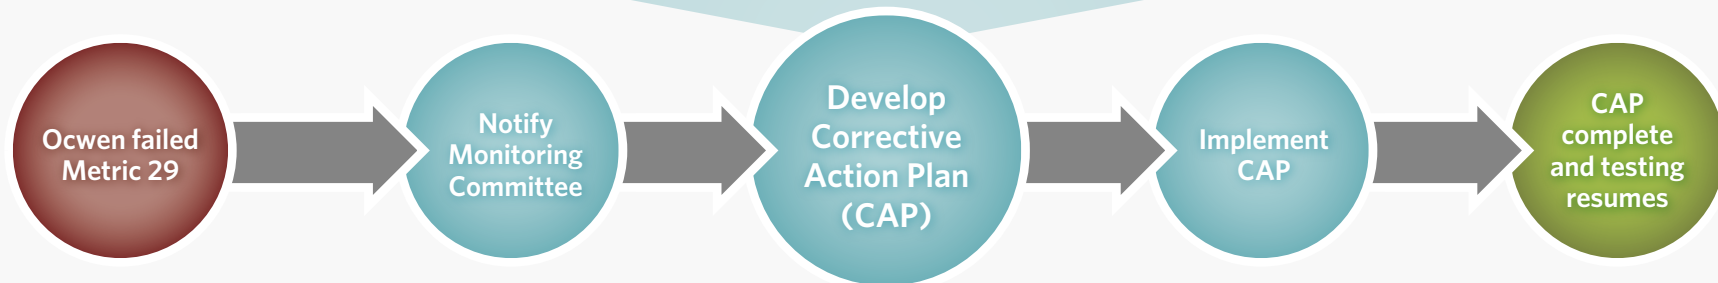 Ocwen failed
Metric 29
Notify
Monitoring
Committee
Develop
Corrective
Action Plan
(CAP)
Implement
CAP
CAP
complete
and testing
resumes